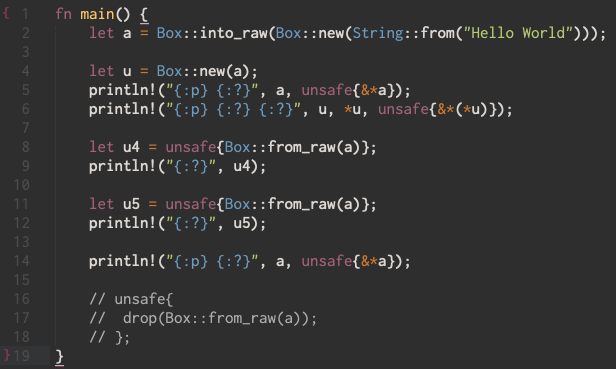 { 1 fn main() {
2 let a = Box::into_raw(Box::new(String::from("Hello World")));
3
4 let u = Box::new(a);
5 println!("{:p} {:?}", a, unsafe{&*a});
6 println!("{:p} {:?} {:?}", u, *u, unsafe{&*(*u)});
7
8 let u4 = unsafe{Box::from_raw(a)};
9 println!("{:?}", u4);
10
11 let u5 = unsafe{Box::from_raw(a)};
12 println!("{:?}", u5);
13
14 println!("{:p} {:?}", a, unsafe{&*a});
15
16 // unsafe{
17 //  drop(Box::from_raw(a));
18 // };
}19 }